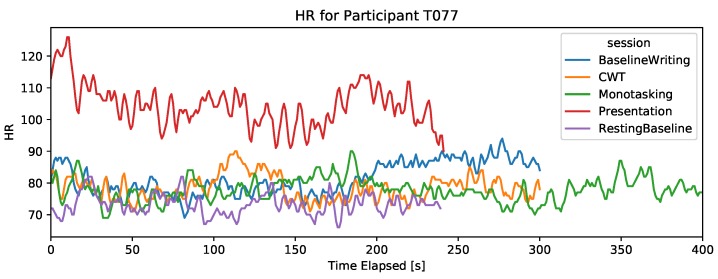 HR for Participant T077
HR
120
110
100
90
80
70
session
BaselineWriting
CWT
Monotasking
Presentation
RestingBaseline
0 50 100 150 200 250 300 350 400
Time Elapsed [s]